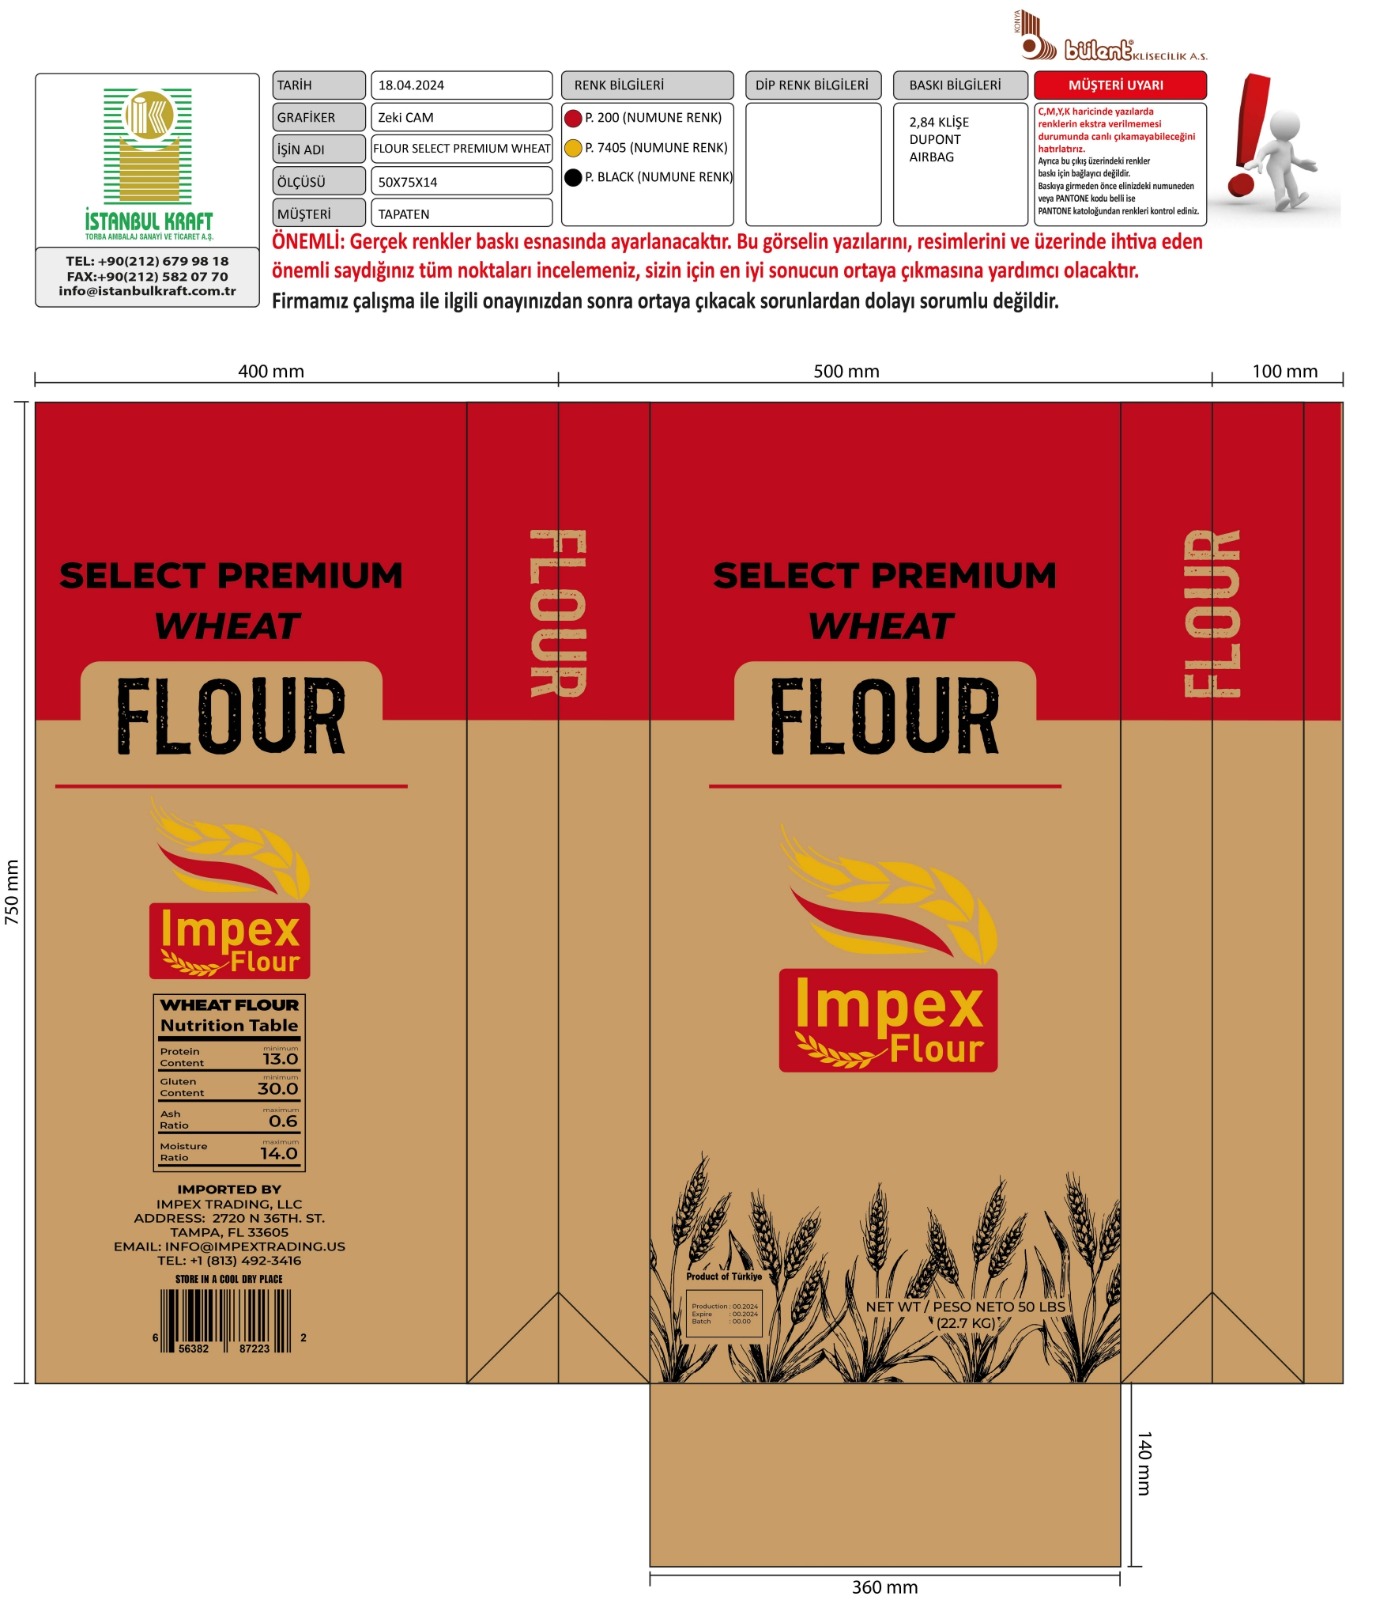 KONYA
bülent® KLİSECİLİK A.S.
İSTANBUL KRAFT
TORBA AMBALAJ SANAYİ VE TİCARET A.Ş.
TEL: +90(212) 679 98 18
FAX:+90(212) 582 07 70
info@istanbulkraft.com.tr
TARİH 18.04.2024
GRAFİKER Zeki CAM
İŞİN ADI FLOUR SELECT PREMIUM WHEAT
ÖLÇÜSÜ 50X75X14
MÜŞTERİ TAPATEN
RENK BİLGİLERİ
P. 200 (NUMUNE RENK)
P. 7405 (NUMUNE RENK)
P. BLACK (NUMUNE RENK)
DİP RENK BİLGİLERİ
BASKI BİLGİLERİ
2,84 KLİŞE
DUPONT
AIRBAG
MÜŞTERİ UYARI
C,M,Y,K haricinde yazılarda
renklerin ekstra verilmemesi
durumunda canlı çıkamayabileceğini
hatırlatırız.
Ayrıca bu çıkış üzerindeki renkler
baskı için bağlayıcı değildir.
Baskıya girmeden önce elinizdeki numuneden
veya PANTONE kodu belli ise
PANTONE katoloğundan renkleri kontrol ediniz.
ÖNEMLİ: Gerçek renkler baskı esnasında ayarlanacaktır. Bu görselin yazılarını, resimlerini ve üzerinde ihtiva eden
önemli saydığınız tüm noktaları incelemeniz, sizin için en iyi sonucun ortaya çıkmasına yardımcı olacaktır.
Firmamız çalışma ile ilgili onayınızdan sonra ortaya çıkacak sorunlardan dolayı sorumlu değildir.
400 mm
500 mm
100 mm
750 mm
SELECT PREMIUM
WHEAT
FLOUR
Impex
Flour
WHEAT FLOUR
Nutrition Table
Protein Content minimum 13.0
Gluten Content minimum 30.0
Ash Ratio maximum 0.6
Moisture Ratio maximum 14.0
IMPORTED BY
IMPEX TRADING, LLC
ADDRESS: 2720 N 36TH. ST.
TAMPA, FL 33605
EMAIL: INFO@IMPEXTRADING.US
TEL: +1 (813) 492-3416
STORE IN A COOL DRY PLACE
6 56382 87223 2
FLOUR
SELECT PREMIUM
WHEAT
FLOUR
Impex
Flour
Product of Türkiye
Production : 00.2024
Expire : 00.2024
Batch : 00.00
NET WT / PESO NETO 50 LBS
(22.7 KG)
FLOUR
140 mm
360 mm